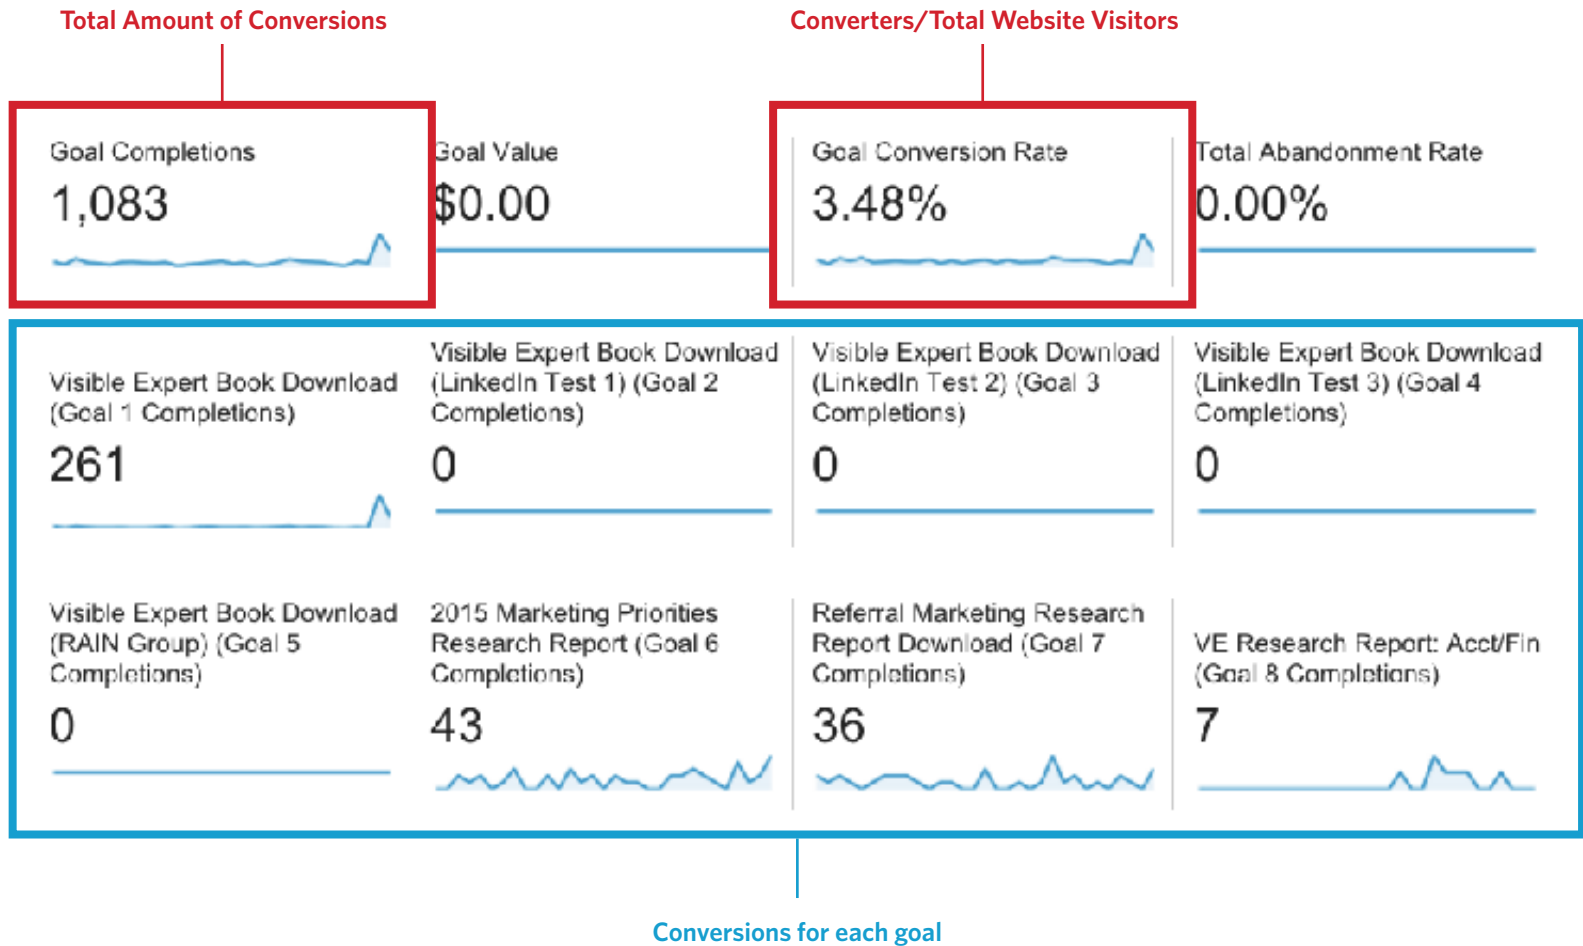 Total Amount of Conversions
Converters/Total Website Visitors
Goal Completions
1,083
Goal Value
$0.00
Goal Conversion Rate
3.48%
Total Abandonment Rate
0.00%
Visible Expert Book Download
(Goal 1 Completions)
261
Visible Expert Book Download
(LinkedIn Test 1) (Goal 2
Completions)
0
Visible Expert Book Download
(LinkedIn Test 2) (Goal 3
Completions)
0
Visible Expert Book Download
(LinkedIn Test 3) (Goal 4
Completions)
0
Visible Expert Book Download
(RAIN Group) (Goal 5
Completions)
0
2015 Marketing Priorities
Research Report (Goal 6
Completions)
43
Referral Marketing Research
Report Download (Goal 7
Completions)
36
VE Research Report: Acct/Fin
(Goal 8 Completions)
7
Conversions for each goal